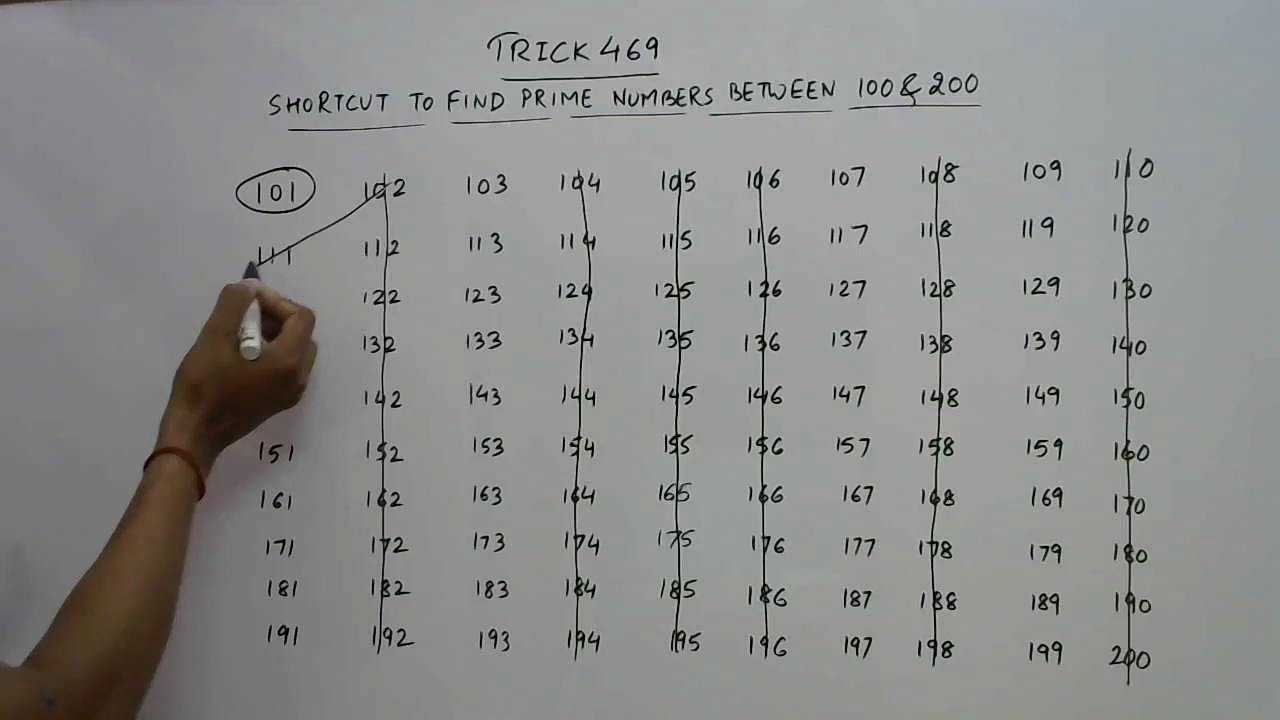 TRICK 469
SHORTCUT TO FIND PRIME NUMBERS BETWEEN 100 & 200
101 102 103 104 105 106 107 108 109 110
111 112 113 114 115 116 117 118 119 120
122 123 124 125 126 127 128 129 130
132 133 134 135 136 137 138 139 140
142 143 144 145 146 147 148 149 150
151 152 153 154 155 156 157 158 159 160
161 162 163 164 165 166 167 168 169 170
171 172 173 174 175 176 177 178 179 180
181 182 183 184 185 186 187 188 189 190
191 192 193 194 195 196 197 198 199 200